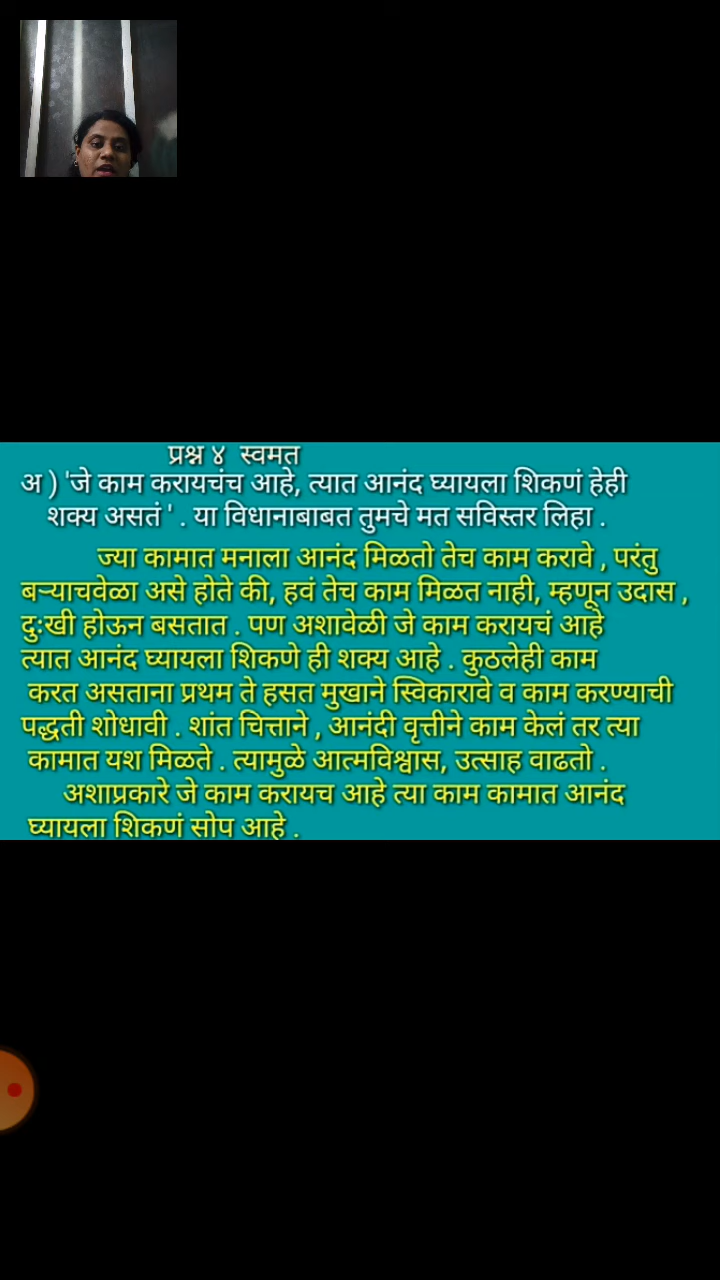 प्रश्न ४ स्वमत
अ ) 'जे काम करायचंच आहे, त्यात आनंद घ्यायला शिकणं हेही
शक्य असतं ' . या विधानाबाबत तुमचे मत सविस्तर लिहा .
ज्या कामात मनाला आनंद मिळतो तेच काम करावे , परंतु
बऱ्याचवेळा असे होते की, हवं तेच काम मिळत नाही, म्हणून उदास ,
दुःखी होऊन बसतात . पण अशावेळी जे काम करायचं आहे
त्यात आनंद घ्यायला शिकणे ही शक्य आहे . कुठलेही काम
करत असताना प्रथम ते हसत मुखाने स्विकारावे व काम करण्याची
पद्धती शोधावी . शांत चित्ताने , आनंदी वृत्तीने काम केलं तर त्या
कामात यश मिळते . त्यामुळे आत्मविश्वास, उत्साह वाढतो .
अशाप्रकारे जे काम करायच आहे त्या काम कामात आनंद
घ्यायला शिकणं सोप आहे .